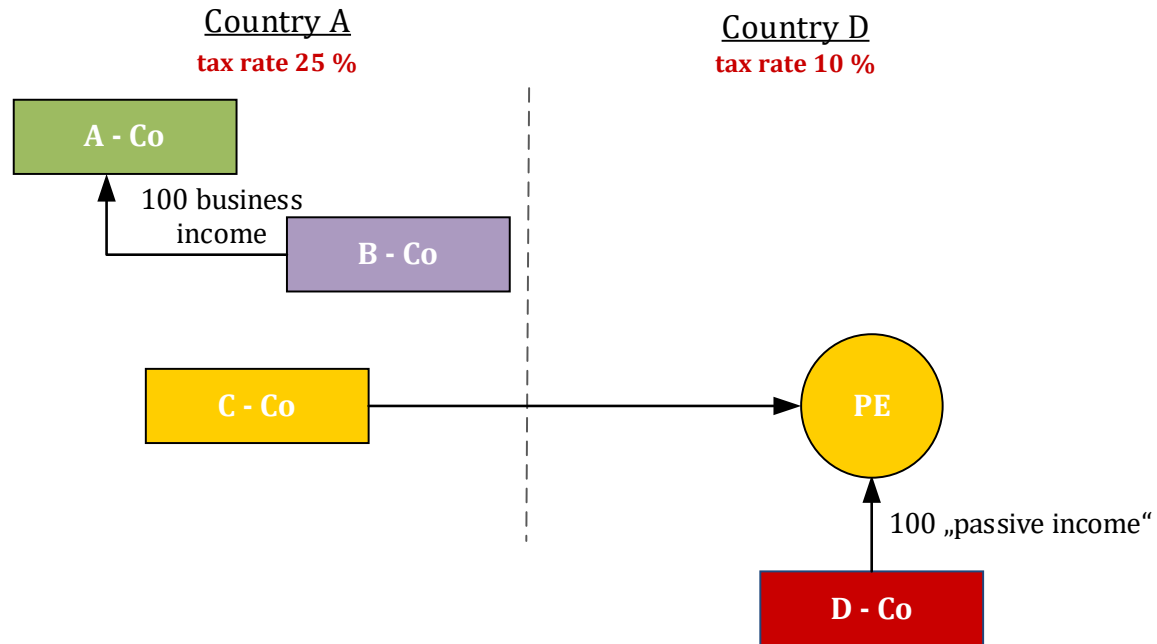 Country A
tax rate 25 %
Country D
tax rate 10 %
A - Co
100 business
income
B - Co
C - Co
PE
100 „passive income“
D - Co